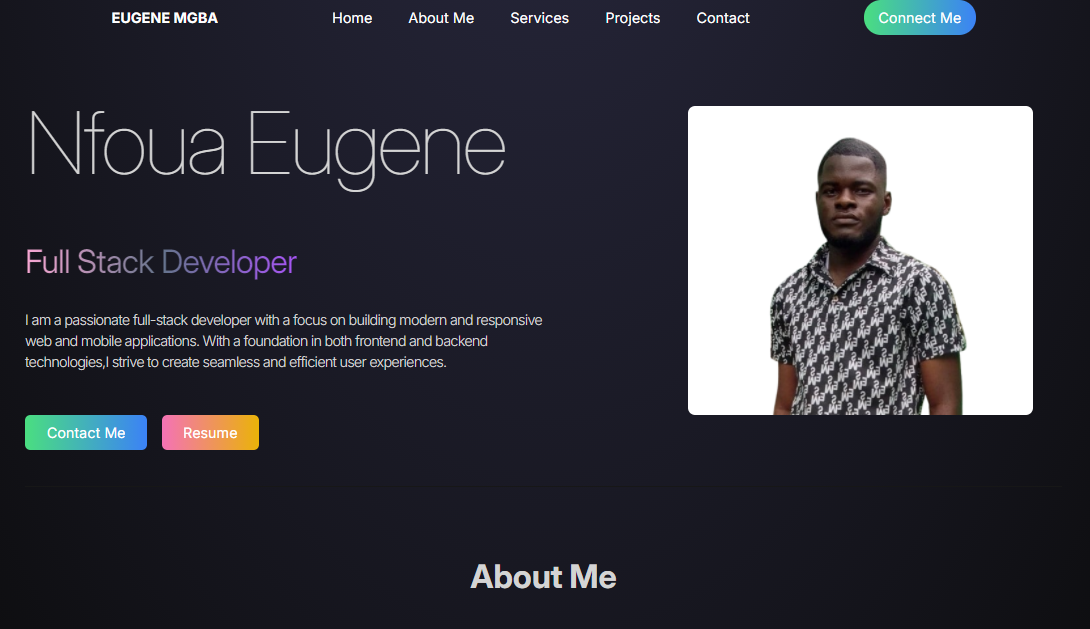 EUGENE MGBA
Home
About Me
Services
Projects
Contact
Connect Me
Nfoua Eugene
Full Stack Developer
I am a passionate full-stack developer with a focus on building modern and responsive
web and mobile applications. With a foundation in both frontend and backend
technologies,I strive to create seamless and efficient user experiences.
Contact Me
Resume
About Me